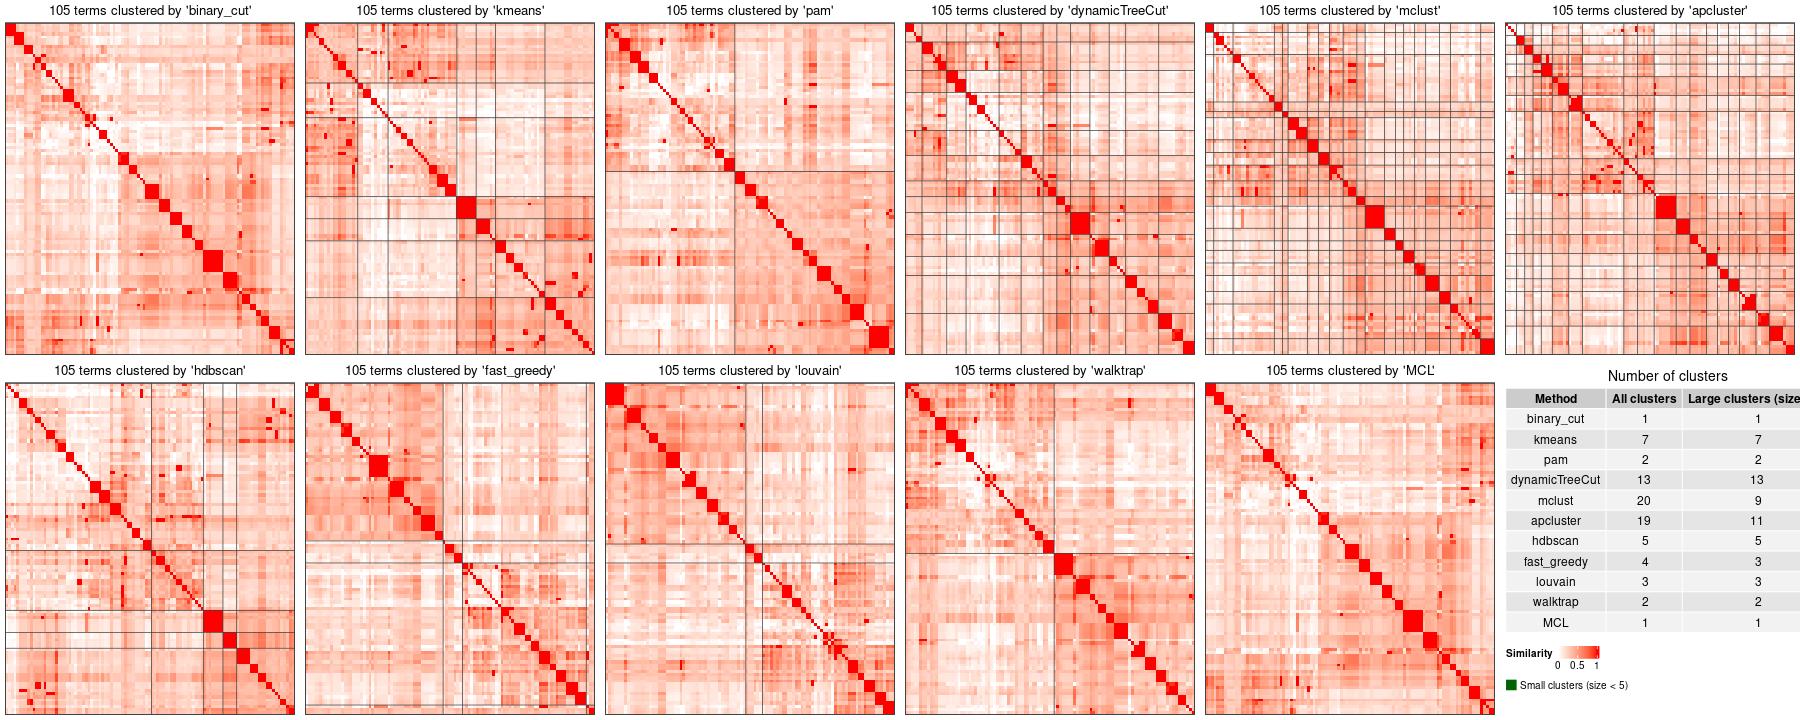 105 terms clustered by 'binary_cut'
105 terms clustered by 'kmeans'
105 terms clustered by 'pam'
105 terms clustered by 'dynamicTreeCut'
105 terms clustered by 'mclust'
105 terms clustered by 'apcluster'
105 terms clustered by 'hdbscan'
105 terms clustered by 'fast_greedy'
105 terms clustered by 'louvain'
105 terms clustered by 'walktrap'
105 terms clustered by 'MCL'
Number of clusters
Method All clusters Large clusters (size
binary_cut 1 1
kmeans 7 7
pam 2 2
dynamicTreeCut 13 13
mclust 20 9
apcluster 19 11
hdbscan 5 5
fast_greedy 4 3
louvain 3 3
walktrap 2 2
MCL 1 1
Similarity
0 0.5 1
Small clusters (size < 5)